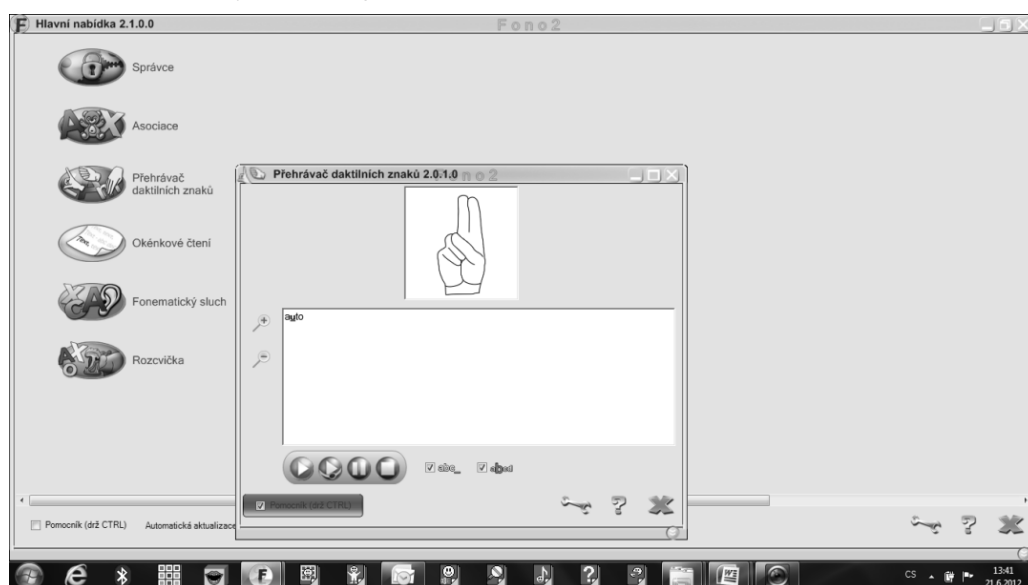 Hlavní nabídka 2.1.0.0
Fono2
Správce
Asociace
Přehrávač
daktilních znaků
Okénkové čtení
Fonematický sluch
Rozcvička
Přehrávač daktilních znaků 2.0.1.0
auto
abc_
abcd
Pomocník (drž CTRL)
Pomocník (drž CTRL)
Automatická aktualizace
CS
13:41
21.6.2012